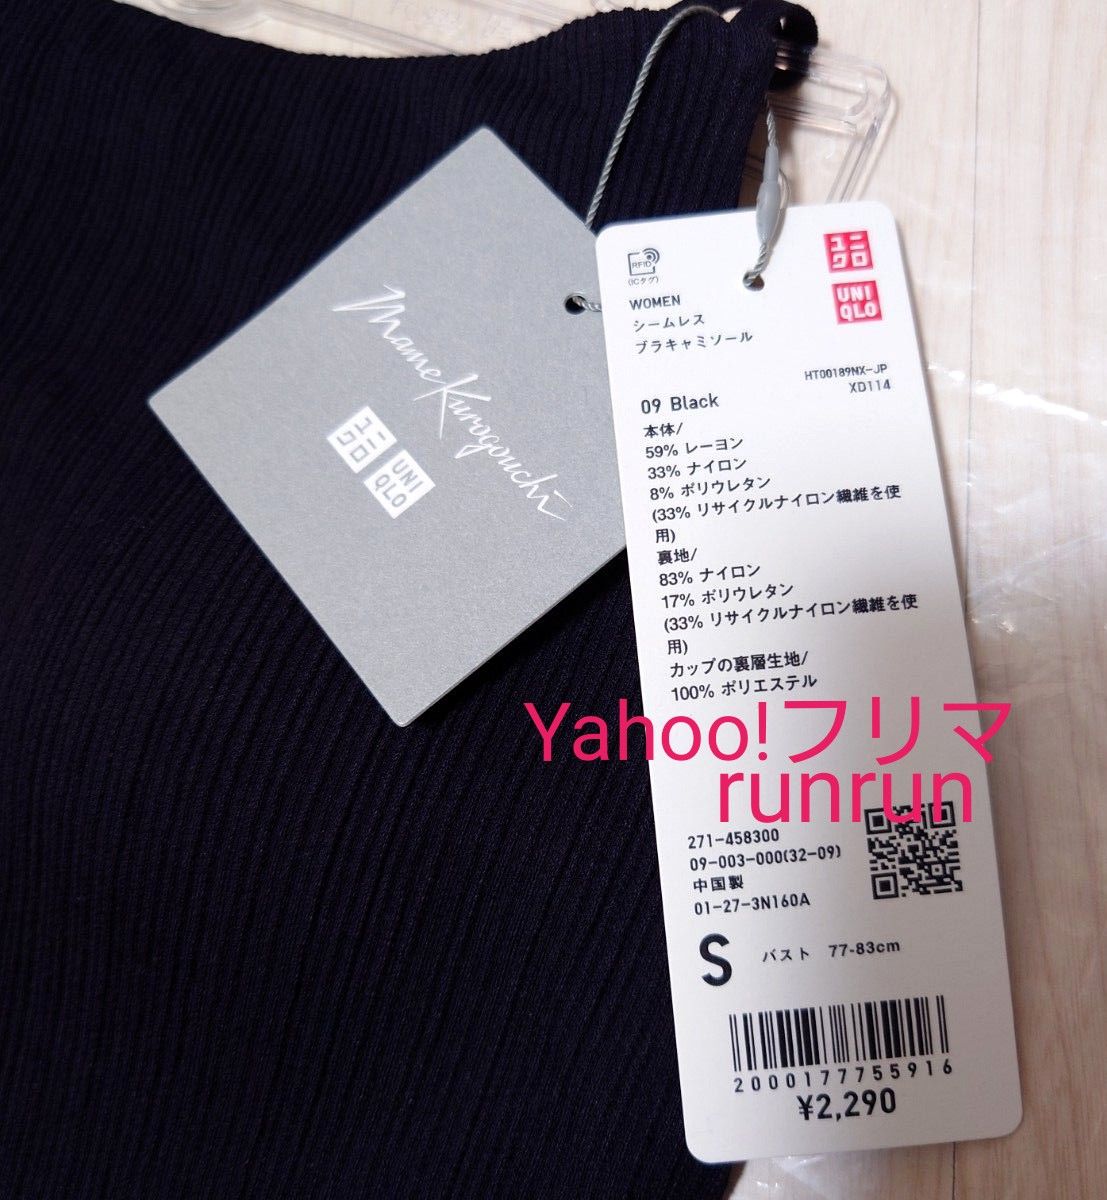 Mame Kurogouchi
ユニ
クロ
UNI
QLO
RFID
(ICタグ)
ユニ
クロ
UNI
QLO
WOMEN
シームレス
ブラキャミソール
HT00189NX-JP
XD114
09 Black
本体/
59% レーヨン
33% ナイロン
8% ポリウレタン
(33% リサイクルナイロン繊維を使
用)
裏地/
83% ナイロン
17% ポリウレタン
(33% リサイクルナイロン繊維を使
用)
カップの裏層生地/
100% ポリエステル
Yahoo!フリマ
runrun
271-458300
09-003-000(32-09)
中国製
01-27-3N160A
S バスト 77-83cm
2000177755916
¥2,290